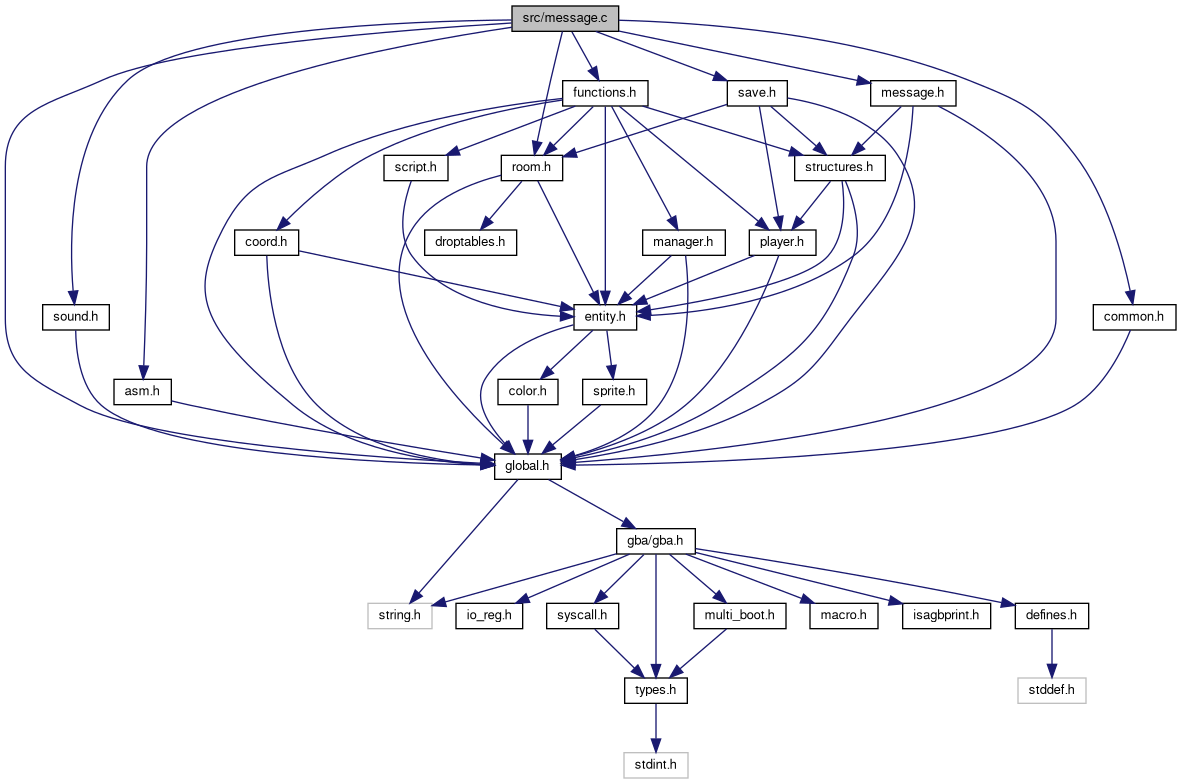 src/message.c
functions.h
save.h
message.h
script.h
room.h
structures.h
coord.h
droptables.h
manager.h
player.h
sound.h
entity.h
common.h
asm.h
color.h
sprite.h
global.h
gba/gba.h
string.h
io_reg.h
syscall.h
multi_boot.h
macro.h
isagbprint.h
defines.h
types.h
stddef.h
stdint.h